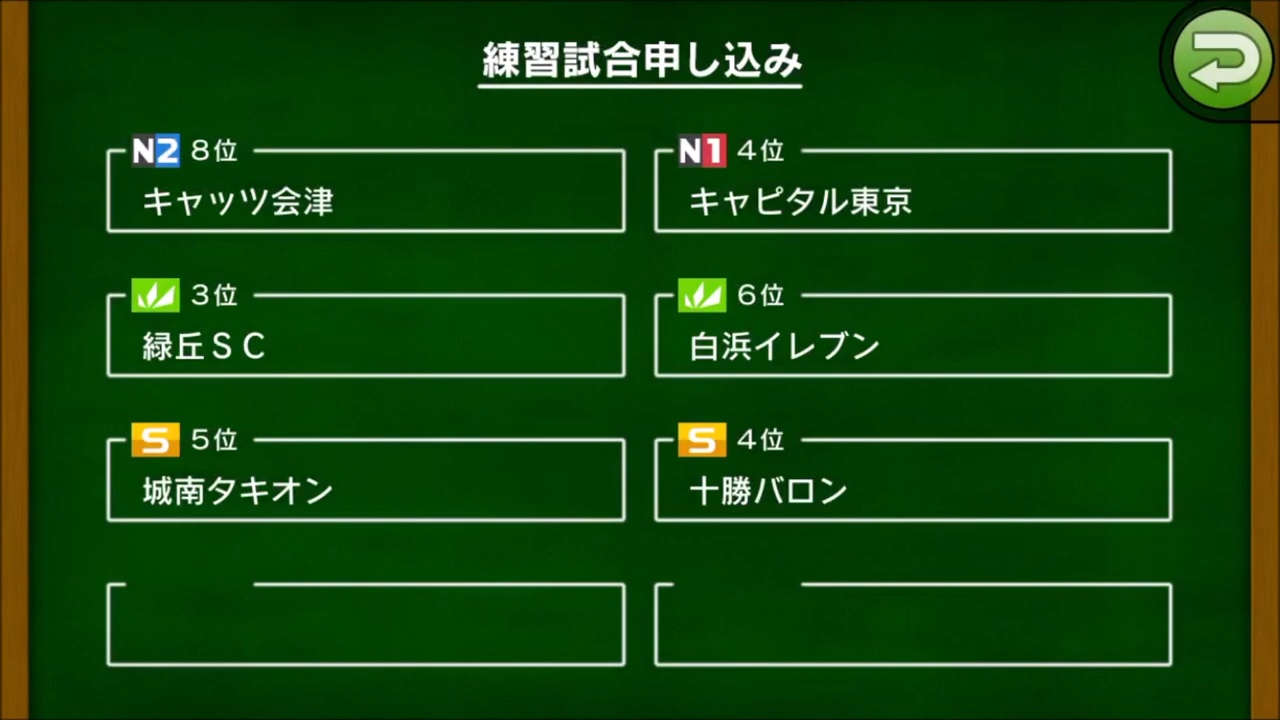 練習試合申し込み
N2 8位
キャッツ会津
N1 4位
キャピタル東京
3位
緑丘SC
6位
白浜イレブン
S 5位
城南タキオン
S 4位
十勝バロン